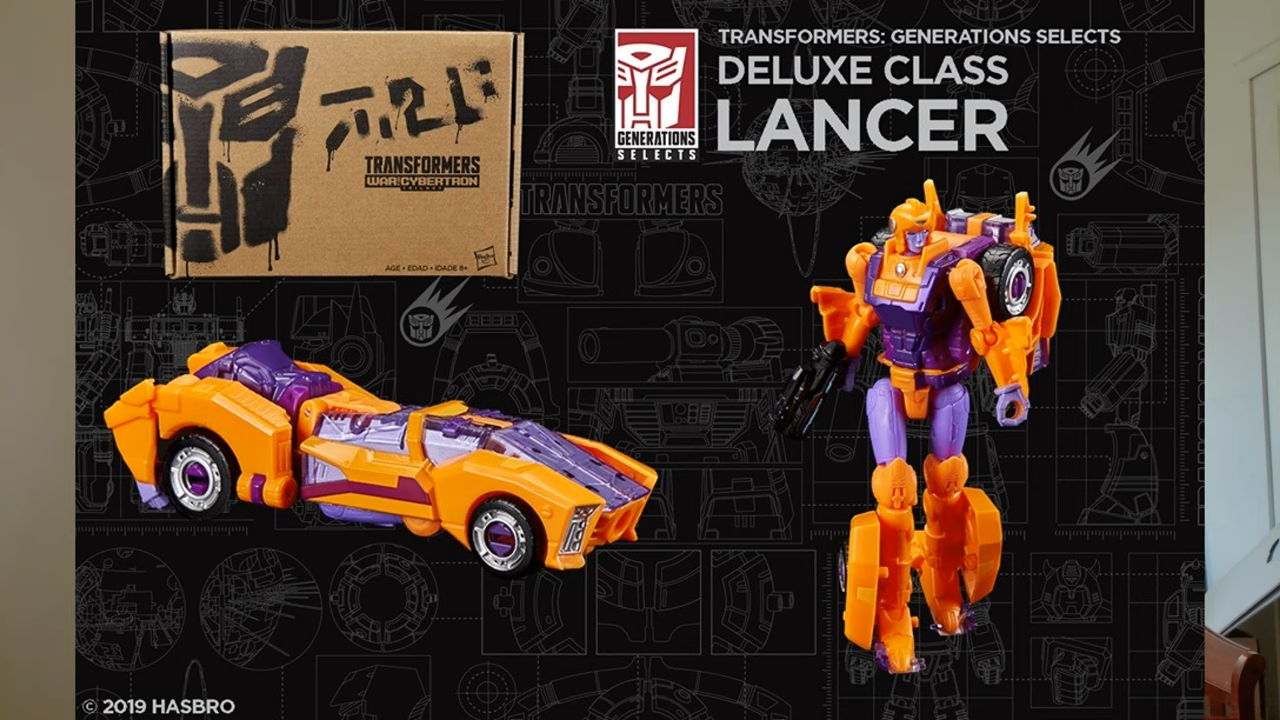 TRANSFORMERS: GENERATIONS SELECTS
DELUXE CLASS
LANCER
GENERATIONS
SELECTS
TRANSFORMERS
WAR FOR CYBERTRON
TRILOGY
AGE • EDAD • IDADE 8+
Hasbro
TRANSFORMERS
© 2019 HASBRO